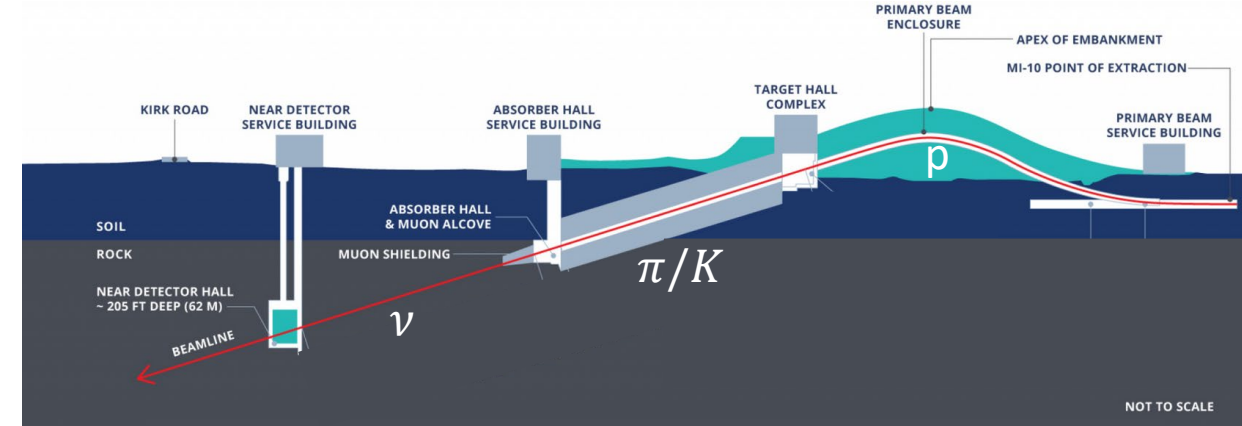 PRIMARY BEAM
ENCLOSURE
APEX OF EMBANKMENT
MI-10 POINT OF EXTRACTION
TARGET HALL
COMPLEX
KIRK ROAD
NEAR DETECTOR
SERVICE BUILDING
ABSORBER HALL
SERVICE BUILDING
PRIMARY BEAM
SERVICE BUILDING
p
ABSORBER HALL
& MUON ALCOVE
SOIL
ROCK
MUON SHIELDING
π/K
NEAR DETECTOR HALL
~ 205 FT DEEP (62 M)
ν
BEAMLINE
NOT TO SCALE